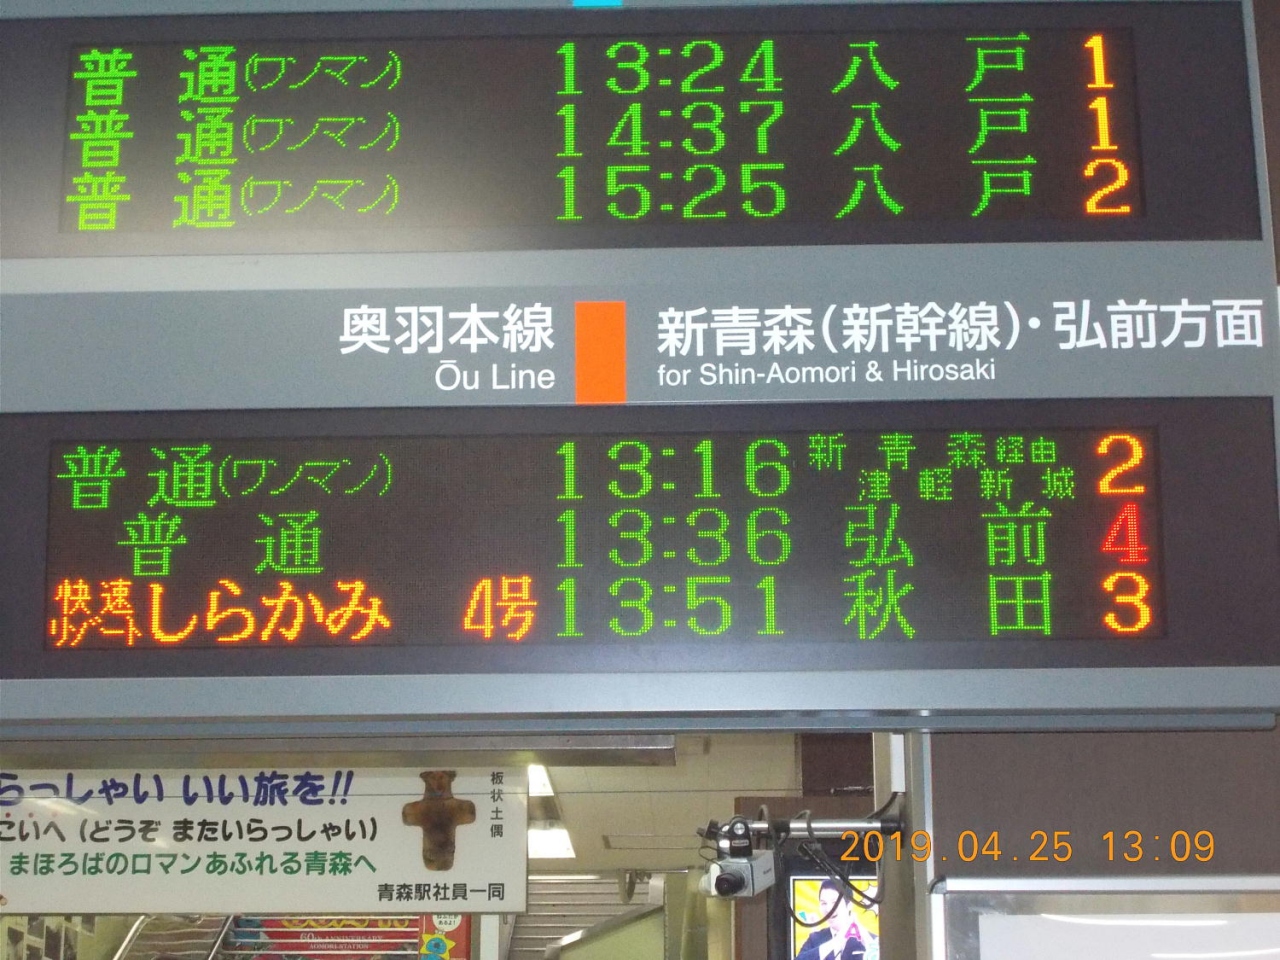 普通(ワンマン) 13:24 八戸 1
普通(ワンマン) 14:37 八戸 1
普通(ワンマン) 15:25 八戸 2
奥羽本線 新青森(新幹線)・弘前方面
Ōu Line for Shin-Aomori & Hirosaki
普通(ワンマン) 13:16 新青森経由 津軽新城 2
普通 13:36 弘前 4
快速リゾートしらかみ 4号 13:51 秋田 3
らっしゃい いい旅を!!
こいへ (どうぞ またいらっしゃい)
まほろばのロマンあふれる青森へ
青森駅社員一同
板状土偶
60th ANNIVERSARY
AOMORI-STATION
2019.04.25 13:09